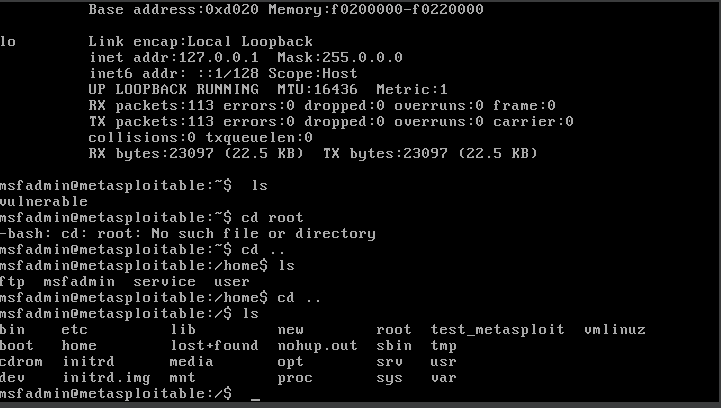 Base address:0xd020 Memory:f0200000-f0220000
lo Link encap:Local Loopback
inet addr:127.0.0.1 Mask:255.0.0.0
inet6 addr: ::1/128 Scope:Host
UP LOOPBACK RUNNING MTU:16436 Metric:1
RX packets:113 errors:0 dropped:0 overruns:0 frame:0
TX packets:113 errors:0 dropped:0 overruns:0 carrier:0
collisions:0 txqueuelen:0
RX bytes:23097 (22.5 KB) TX bytes:23097 (22.5 KB)
msfadmin@metasploitable:~$ ls
vulnerable
msfadmin@metasploitable:~$ cd root
-bash: cd: root: No such file or directory
msfadmin@metasploitable:~$ cd ..
msfadmin@metasploitable:/home$ ls
ftp msfadmin service user
msfadmin@metasploitable:/home$ cd ..
msfadmin@metasploitable:/$ ls
bin etc lib new root test_metasploit vmlinuz
boot home lost+found nohup.out sbin tmp
cdrom initrd media opt srv usr
dev initrd.img mnt proc sys var
msfadmin@metasploitable:/$ _